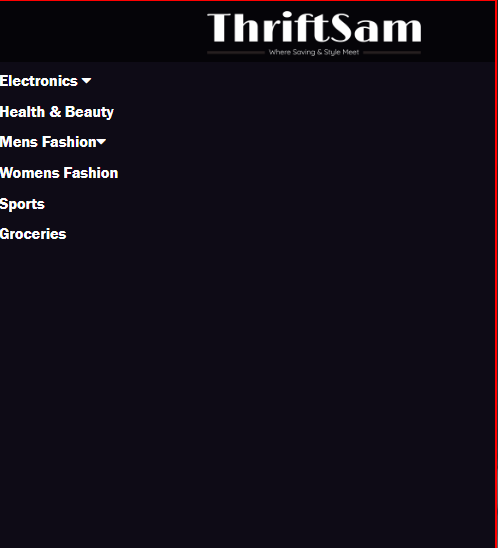 ThriftSam
Where Saving & Style Meet
Electronics
Health & Beauty
Mens Fashion
Womens Fashion
Sports
Groceries